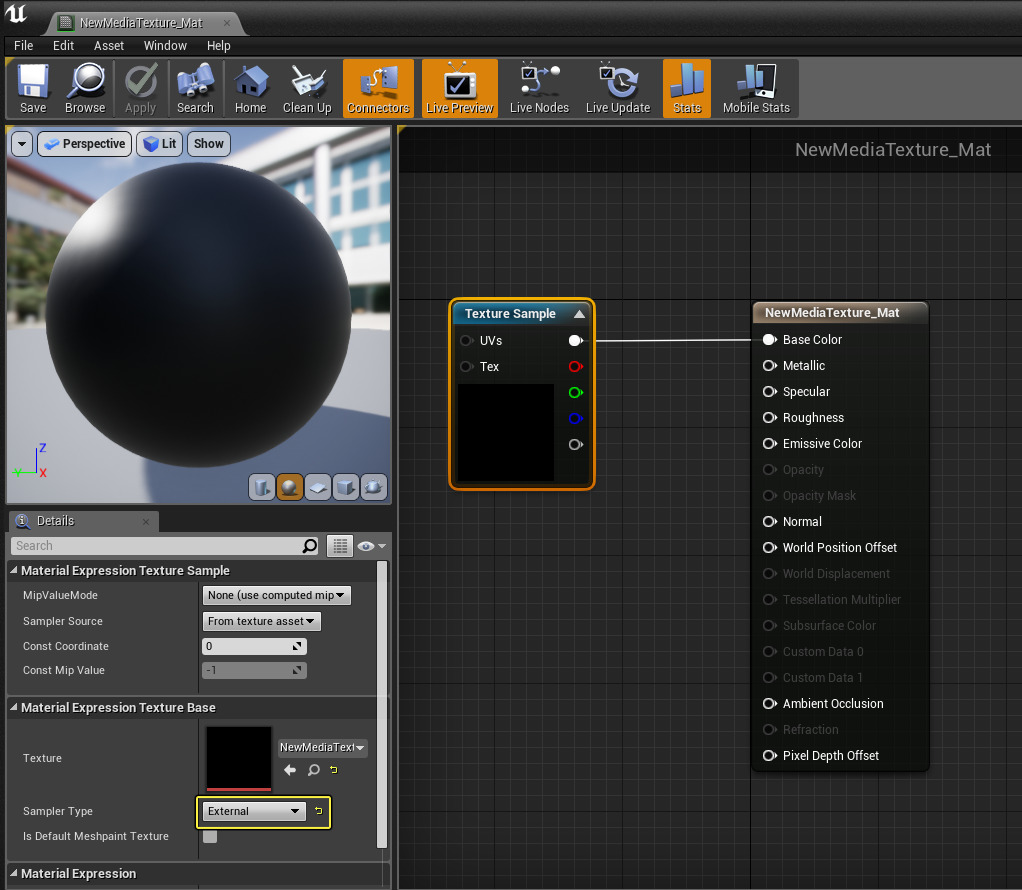 NewMediaTexture_Mat
File Edit Asset Window Help
Save Browse Apply Search Home Clean Up Connectors Live Preview Live Nodes Live Update Stats Mobile Stats
Perspective Lit Show
Z
Y X
NewMediaTexture_Mat
Texture Sample
UVs
Tex
NewMediaTexture_Mat
Base Color
Metallic
Specular
Roughness
Emissive Color
Opacity
Opacity Mask
Normal
World Position Offset
World Displacement
Tessellation Multiplier
Subsurface Color
Custom Data 0
Custom Data 1
Ambient Occlusion
Refraction
Pixel Depth Offset
Details
Search
Material Expression Texture Sample
MipValueMode None (use computed mip
Sampler Source From texture asset
Const Coordinate 0
Const Mip Value -1
Material Expression Texture Base
Texture NewMediaText
Sampler Type External
Is Default Meshpaint Texture
Material Expression